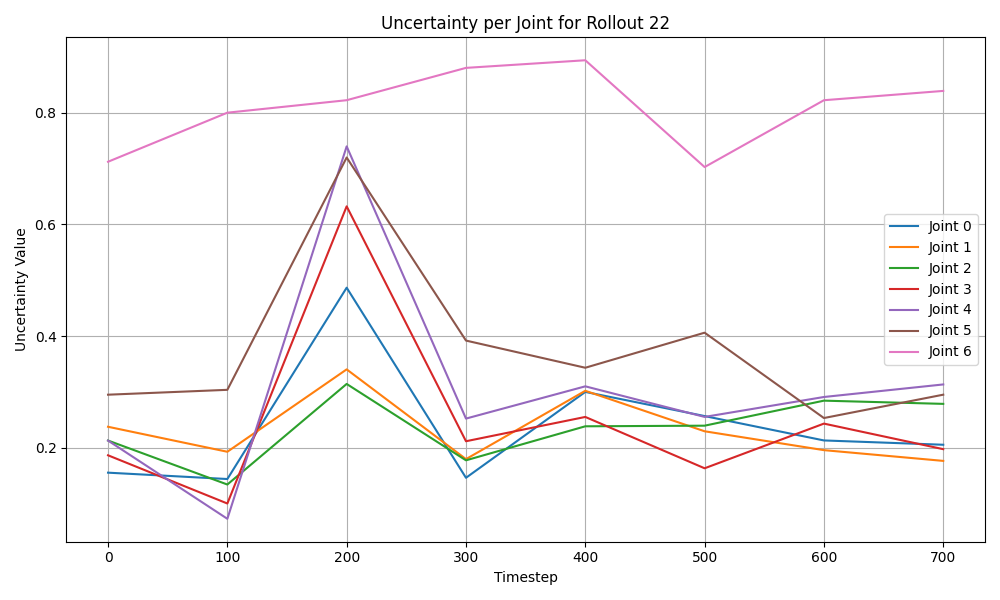 Uncertainty per Joint for Rollout 22
Uncertainty Value
0.8
0.6
0.4
0.2
Joint 0
Joint 1
Joint 2
Joint 3
Joint 4
Joint 5
Joint 6
0 100 200 300 400 500 600 700
Timestep